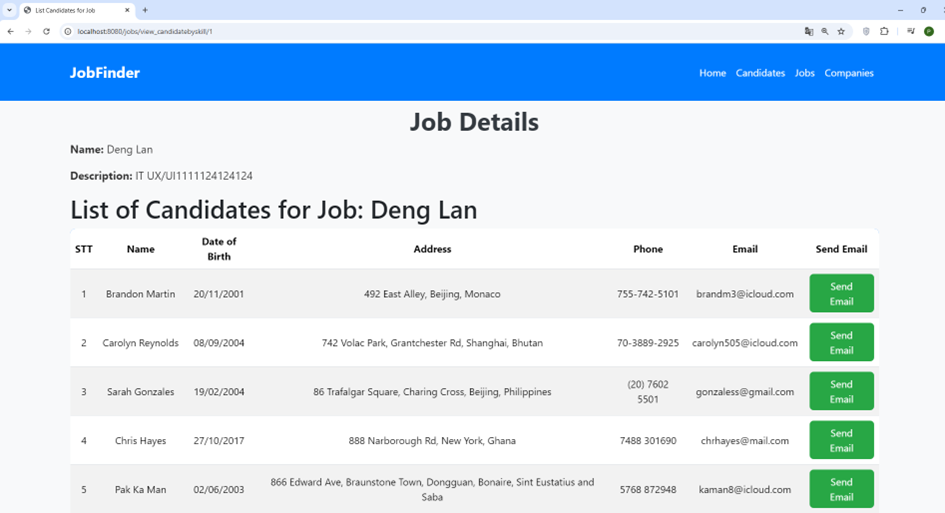 List Candidates for Job
localhost:8080/jobs/view_candidatebyskill/1
P
JobFinder
Home Candidates Jobs Companies
Job Details
Name: Deng Lan
Description: IT UX/UI1111124124124
List of Candidates for Job: Deng Lan
STT Name Date of Birth Address Phone Email Send Email
1 Brandon Martin 20/11/2001 492 East Alley, Beijing, Monaco 755-742-5101 brandm3@icloud.com Send Email
2 Carolyn Reynolds 08/09/2004 742 Volac Park, Grantchester Rd, Shanghai, Bhutan 70-3889-2925 carolyn505@icloud.com Send Email
3 Sarah Gonzales 19/02/2004 86 Trafalgar Square, Charing Cross, Beijing, Philippines (20) 7602 5501 gonzaless@gmail.com Send Email
4 Chris Hayes 27/10/2017 888 Narborough Rd, New York, Ghana 7488 301690 chrhayes@mail.com Send Email
5 Pak Ka Man 02/06/2003 866 Edward Ave, Braunstone Town, Dongguan, Bonaire, Sint Eustatius and Saba 5768 872948 kaman8@icloud.com Send Email